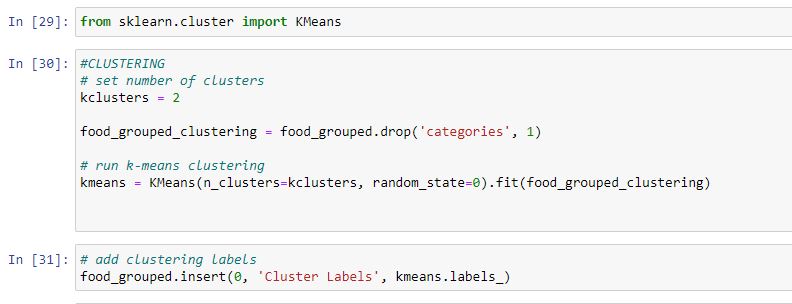 In [29]: from sklearn.cluster import KMeans
In [30]: #CLUSTERING
# set number of clusters
kclusters = 2
food_grouped_clustering = food_grouped.drop('categories', 1)
# run k-means clustering
kmeans = KMeans(n_clusters=kclusters, random_state=0).fit(food_grouped_clustering)
In [31]: # add clustering labels
food_grouped.insert(0, 'Cluster Labels', kmeans.labels_)